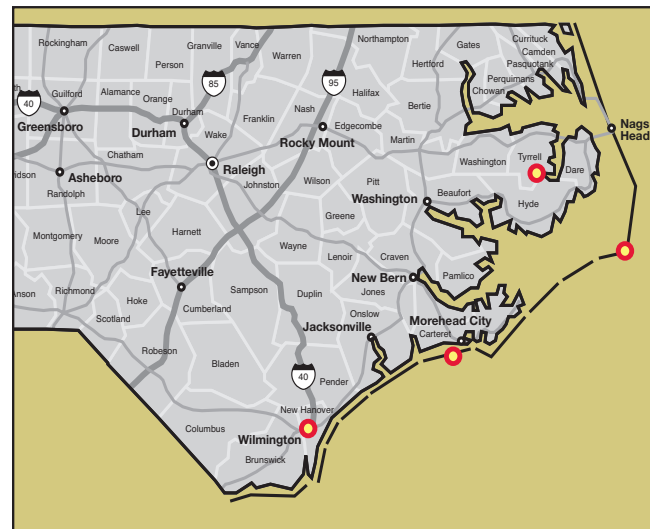 Rockingham
Caswell
Person
Granville
Vance
Warren
Northampton
Gates
Currituck
Camden
Pasquotank
Perquimans
Chowan
Hertford
Halifax
Bertie
40
Guilford
Greensboro
Alamance
Orange
Durham
Durham
85
Franklin
Nash
95
Edgecombe
Rocky Mount
Martin
Washington
Tyrrell
Dare
Nags
Head
Wake
Raleigh
Chatham
Asheboro
idson
Randolph
Johnston
Wilson
Pitt
Beaufort
Washington
Hyde
Lee
Harnett
Greene
Montgomery
Moore
Wayne
Lenoir
Craven
Pamlico
Fayetteville
Sampson
Duplin
New Bern
Jones
Anson
Richmond
Hoke
Scotland
Cumberland
Onslow
Jacksonville
Morehead City
Carteret
Robeson
Bladen
40
Pender
New Hanover
Columbus
Wilmington
Brunswick